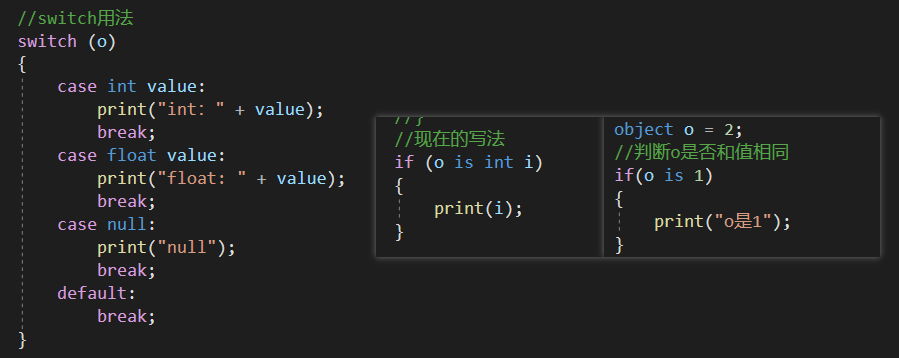 //switch用法
switch (o)
{
    case int value:
        print("int: " + value);
        break;
    case float value:
        print("float: " + value);
        break;
    case null:
        print("null");
        break;
    default:
        break;
}
//}
//现在的写法
if (o is int i)
{
    print(i);
}
object o = 2;
//判断o是否和值相同
if(o is 1)
{
    print("o是1");
}